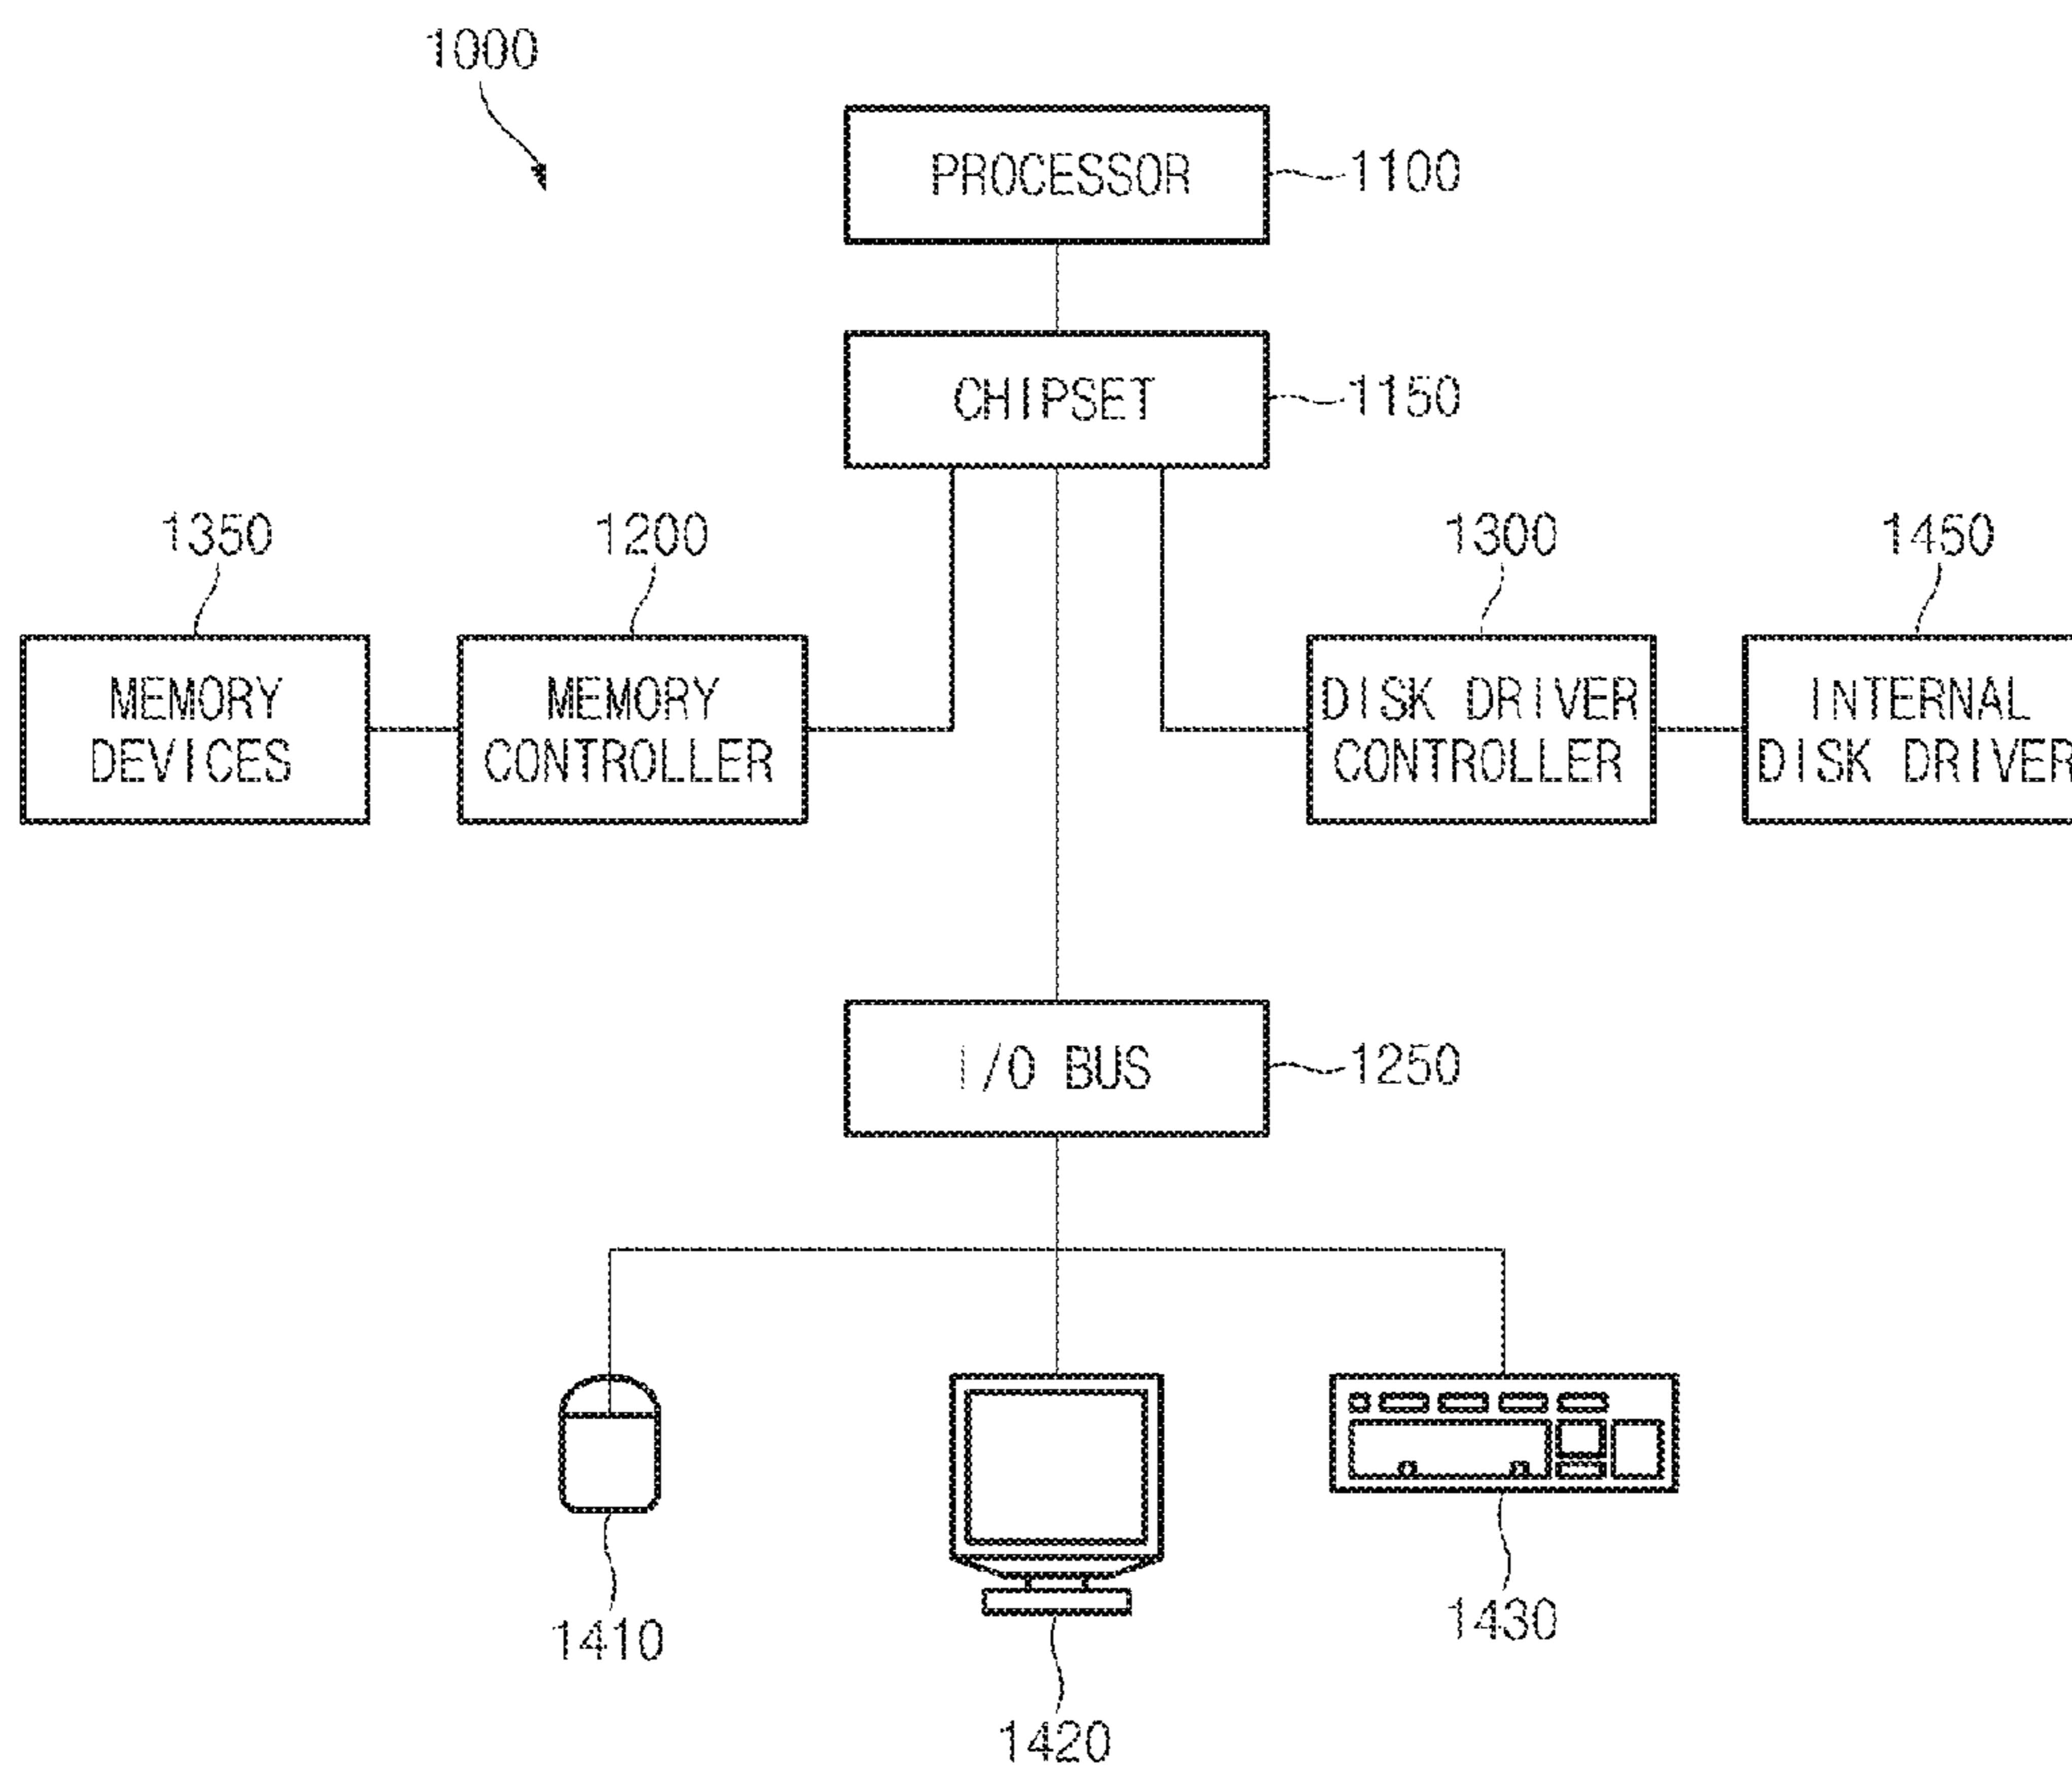 1000
PROCESSOR
1100
CHIPSET
1150
1350
1200
1300
1450
MEMORY
DEVICES
MEMORY
CONTROLLER
DISK DRIVER
CONTROLLER
INTERNAL
DISK DRIVER
I/O BUS
1250
1410
1420
1430